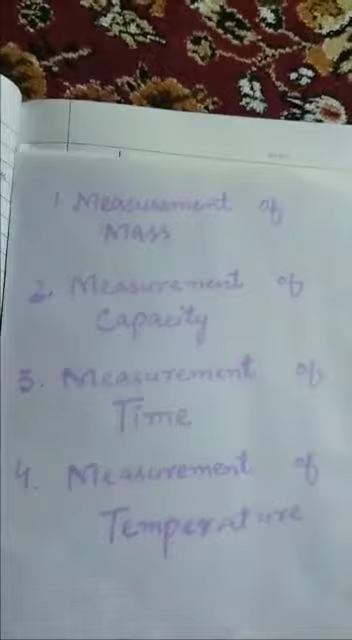 1. Measurement of
Mass
2. Measurement of
Capacity
3. Measurement of
Time
4. Measurement of
Temperature